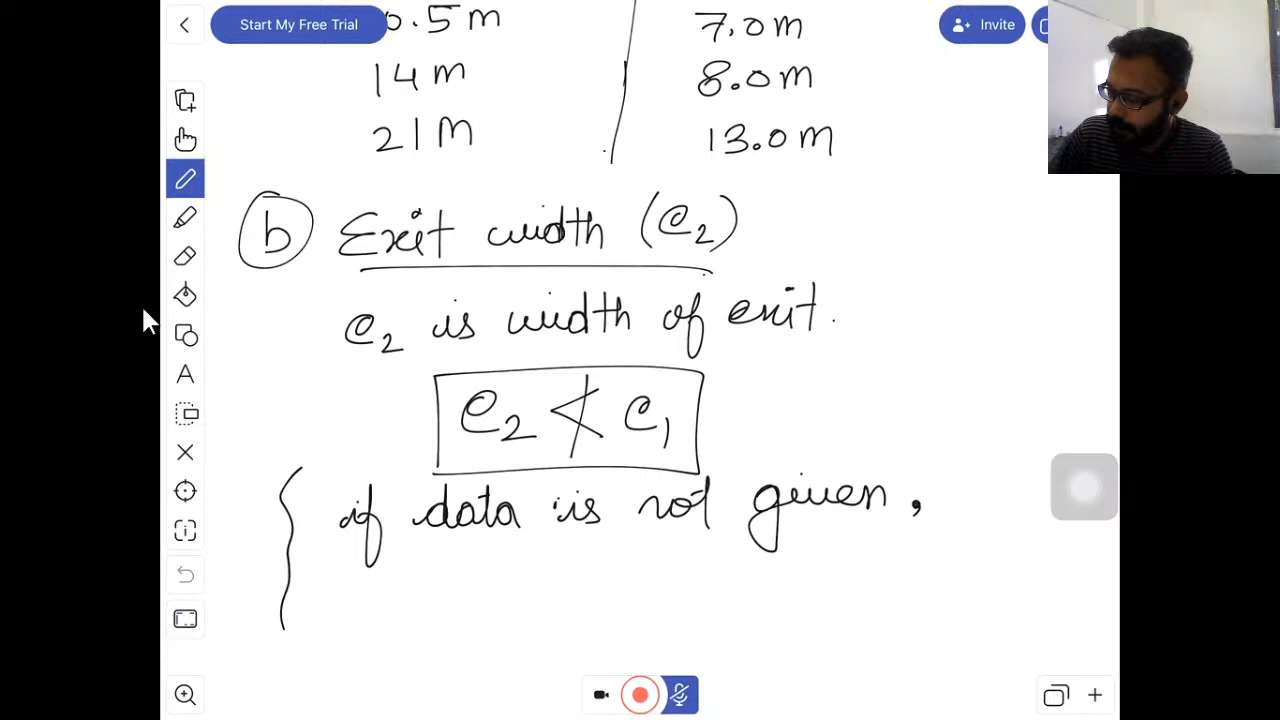 Start My Free Trial
0.5 m 7.0 m
Invite
14 m 8.0 m
21 m 13.0 m
b Exit width (e2)
e2 is width of exit.
e2 ≮ e1
if data is not given,